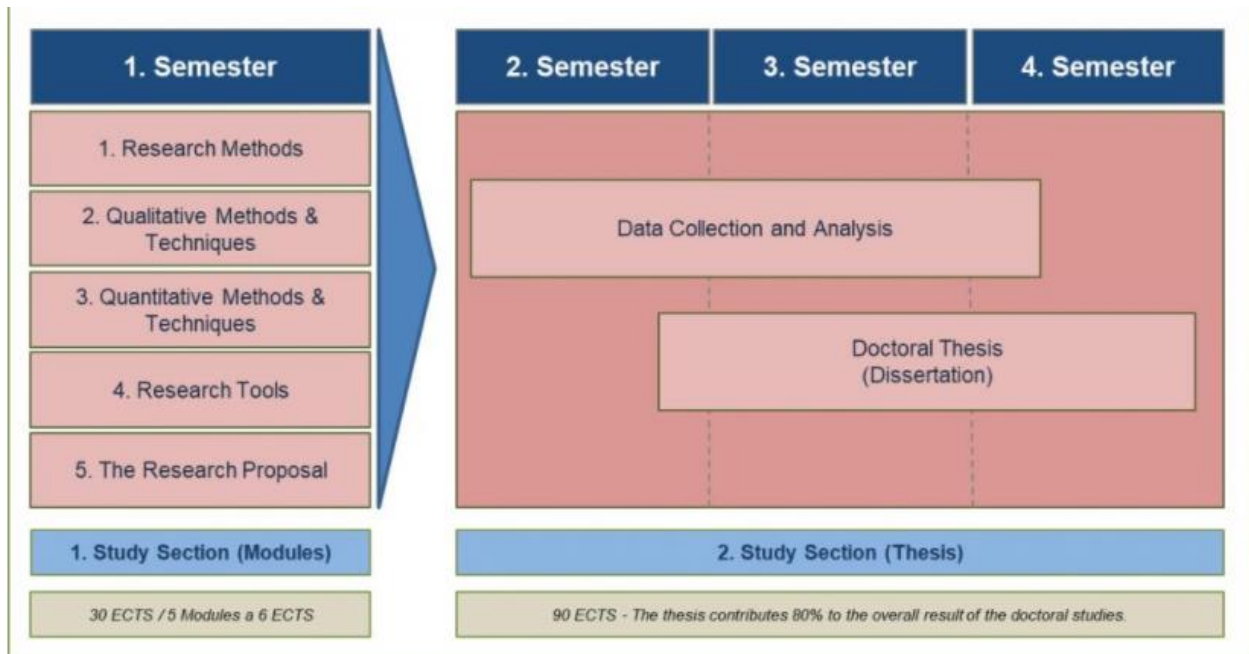 1. Semester
1. Research Methods
2. Qualitative Methods &
Techniques
3. Quantitative Methods &
Techniques
4. Research Tools
5. The Research Proposal
1. Study Section (Modules)
30 ECTS / 5 Modules a 6 ECTS
2. Semester
3. Semester
4. Semester
Data Collection and Analysis
Doctoral Thesis
(Dissertation)
2. Study Section (Thesis)
90 ECTS - The thesis contributes 80% to the overall result of the doctoral studies.